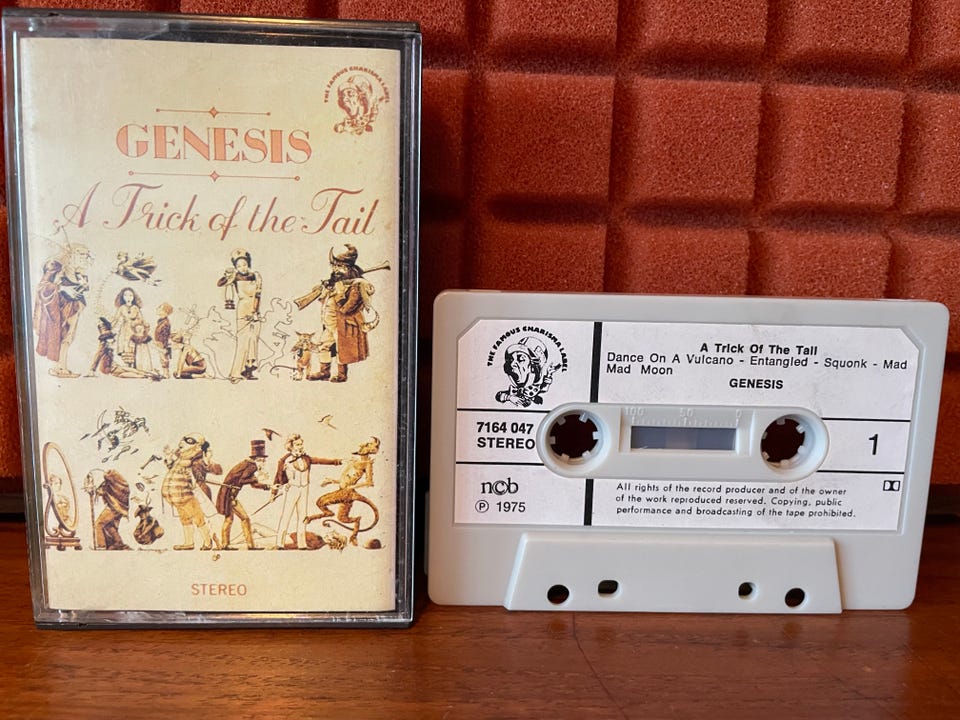 THE FAMOUS CHARISMA LABEL
GENESIS
A Trick of the Tail
STEREO
THE FAMOUS CHARISMA LABEL
A Trick Of The Tail
Dance On A Vulcano - Entangled - Squonk - Mad
Mad Moon
GENESIS
7164 047
STEREO
100 50 0
1
ncb
℗ 1975
All rights of the record producer and of the owner
of the work reproduced reserved. Copying, public
performance and broadcasting of the tape prohibited.